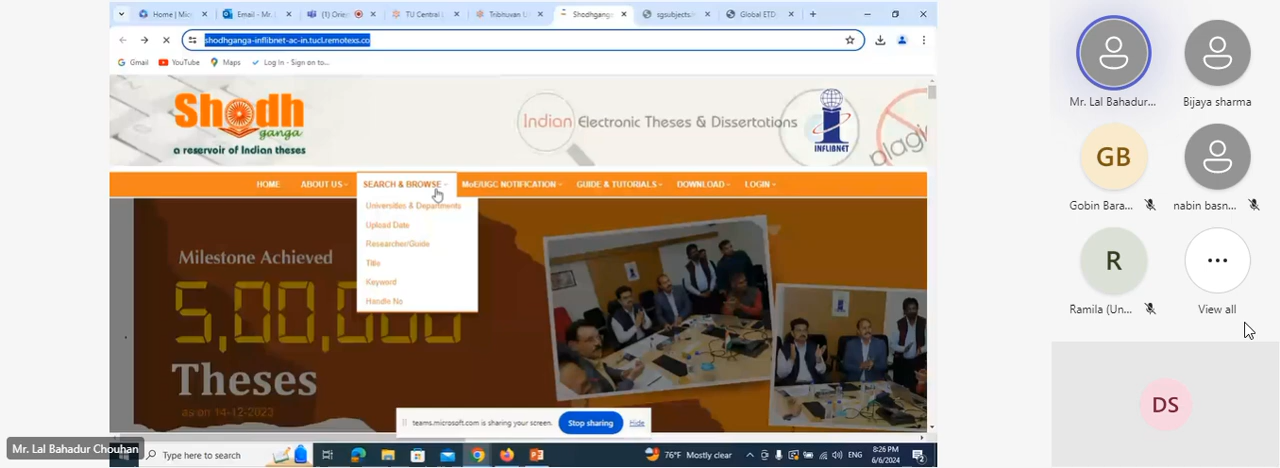 Home | Micr
Email - Mr. L
(1) Orien
TU Central L
Tribhuvan U
Shodhganga
sgsubjects.
Global ETD
shodhganga-inflibnet-ac-in.tucl.remotexs.co
Gmail
YouTube
Maps
Log In - Sign on to...
Shodh
ganga
a reservoir of Indian theses
Indian Electronic Theses & Dissertations
INFLIBNET
plagi
HOME
ABOUT US
SEARCH & BROWSE
MoE/UGC NOTIFICATION
GUIDE & TUTORIALS
DOWNLOAD
LOGIN
Universities & Departments
Upload Date
Researcher/Guide
Title
Keyword
Handle No
Milestone Achieved
5,00,000
Theses
as on 14-12-2023
teams.microsoft.com is sharing your screen.
Stop sharing
Hide
Type here to search
76°F Mostly clear
ENG
8:26 PM
6/6/2024
2
Mr. Lal Bahadur Chouhan
Mr. Lal Bahadur...
Bijaya sharma
GB
Gobin Bara...
nabin basn...
R
Ramila (Un...
View all
DS